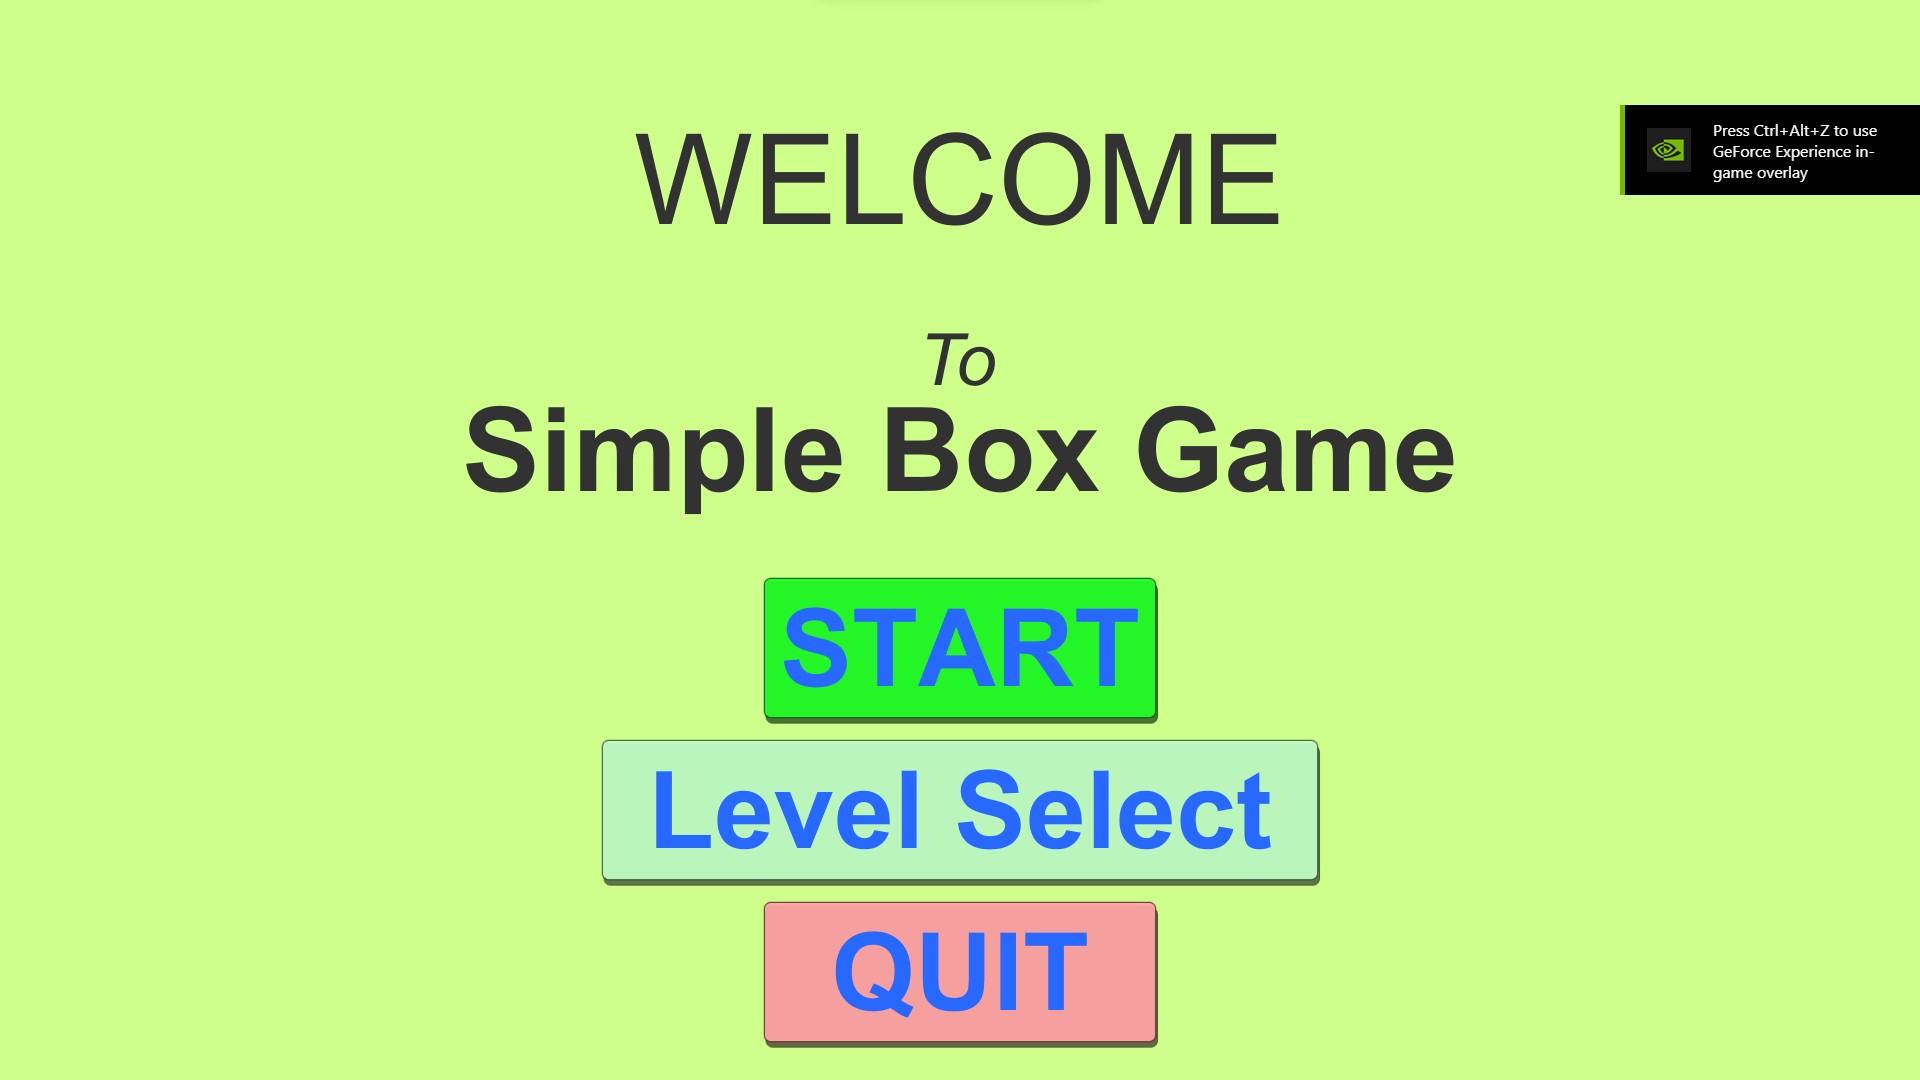 WELCOME
Press Ctrl+Alt+Z to use
GeForce Experience in-
game overlay
To
Simple Box Game
START
Level Select
QUIT